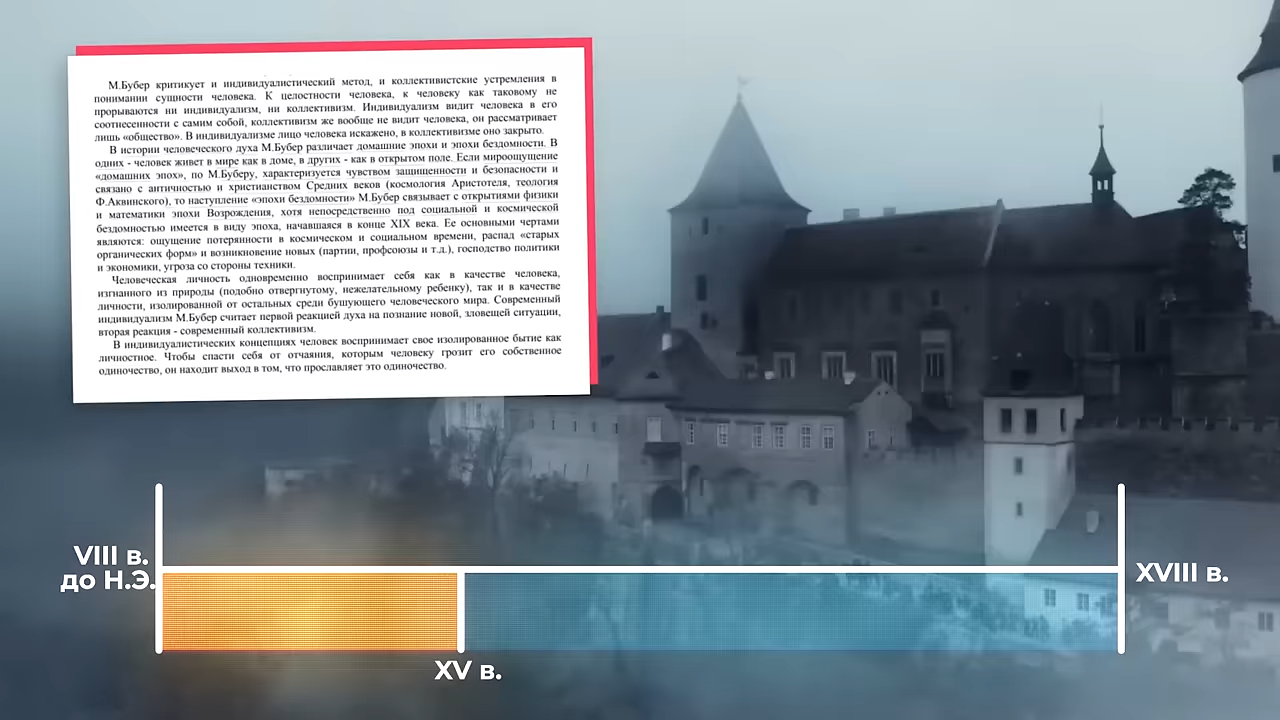 М.Бубер критикует и индивидуалистический метод, и коллективистские устремления в
понимании сущности человека. К целостности человека, к человеку как таковому не
прорываются ни индивидуализм, ни коллективизм. Индивидуализм видит человека в его
соотнесенности с самим собой, коллективизм же вообще не видит человека, он рассматривает
лишь «общество». В индивидуализме лицо человека искажено, в коллективизме оно закрыто.
В истории человеческого духа М.Бубер различает домашние эпохи и эпохи бездомности. В
одних - человек живет в мире как в доме, в других - как в открытом поле. Если мироощущение
«домашних эпох», по М.Буберу, характеризуется чувством защищенности и безопасности и
связано с античностью и христианством Средних веков (космология Аристотеля, теология
Ф.Аквинского), то наступление «эпохи бездомности» М.Бубер связывает с открытиями физики
и математики эпохи Возрождения, хотя непосредственно под социальной и космической
бездомностью имеется в виду эпоха, начавшаяся в конце XIX века. Ее основными чертами
являются: ощущение потерянности в космическом и социальном времени, распад «старых
органических форм» и возникновение новых (партии, профсоюзы и т.д.), господство политики
и экономики, угроза со стороны техники.
Человеческая личность одновременно воспринимает себя как в качестве человека,
изгнанного из природы (подобно отвергнутому, нежелательному ребенку), так и в качестве
личности, изолированной от остальных среди бушующего человеческого мира. Современный
индивидуализм М.Бубер считает первой реакцией духа на познание новой, зловещей ситуации,
вторая реакция - современный коллективизм.
В индивидуалистических концепциях человек воспринимает свое изолированное бытие как
личностное. Чтобы спасти себя от отчаяния, которым человеку грозит его собственное
одиночество, он находит выход в том, что прославляет это одиночество.
VIII в.
до Н.Э.
XV в.
XVIII в.